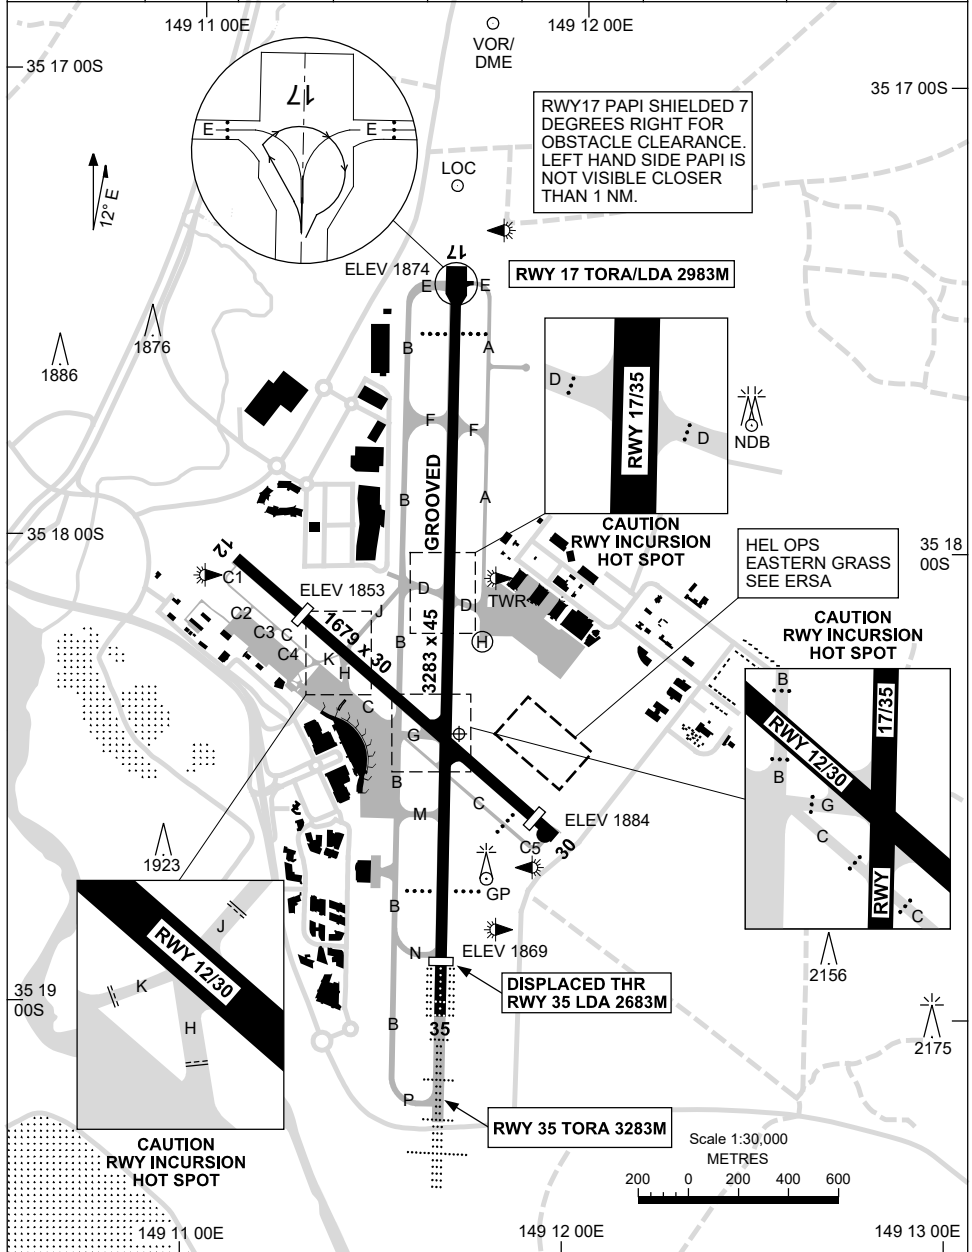 149 11 00E
149 12 00E
VOR/
DME
35 17 00S
35 17 00S
17
E
E
RWY17 PAPI SHIELDED 7
DEGREES RIGHT FOR
OBSTACLE CLEARANCE.
LEFT HAND SIDE PAPI IS
NOT VISIBLE CLOSER
THAN 1 NM.
LOC
12° E
17
ELEV 1874
RWY 17 TORA/LDA 2983M
E
E
1876
1886
B
A
D
RWY 17/35
D
NDB
F
F
GROOVED
B
A
CAUTION
RWY INCURSION
HOT SPOT
35 18 00S
HEL OPS
EASTERN GRASS
SEE ERSA
35 18
00S
12
C1
ELEV 1853
D
D
TWR
C2
C3
C
C4
J
1679 x 30
3283 x 45
B
H
K
H
C
CAUTION
RWY INCURSION
HOT SPOT
B
RWY 12/30
17/35
B
G
C
RWY
C
G
B
M
C
ELEV 1884
C5
30
1923
GP
B
N
ELEV 1869
RWY 12/30
J
K
H
DISPLACED THR
RWY 35 LDA 2683M
2156
2175
35 19
00S
35
B
P
RWY 35 TORA 3283M
CAUTION
RWY INCURSION
HOT SPOT
Scale 1:30,000
METRES
200 0 200 400 600
149 11 00E
149 12 00E
149 13 00E